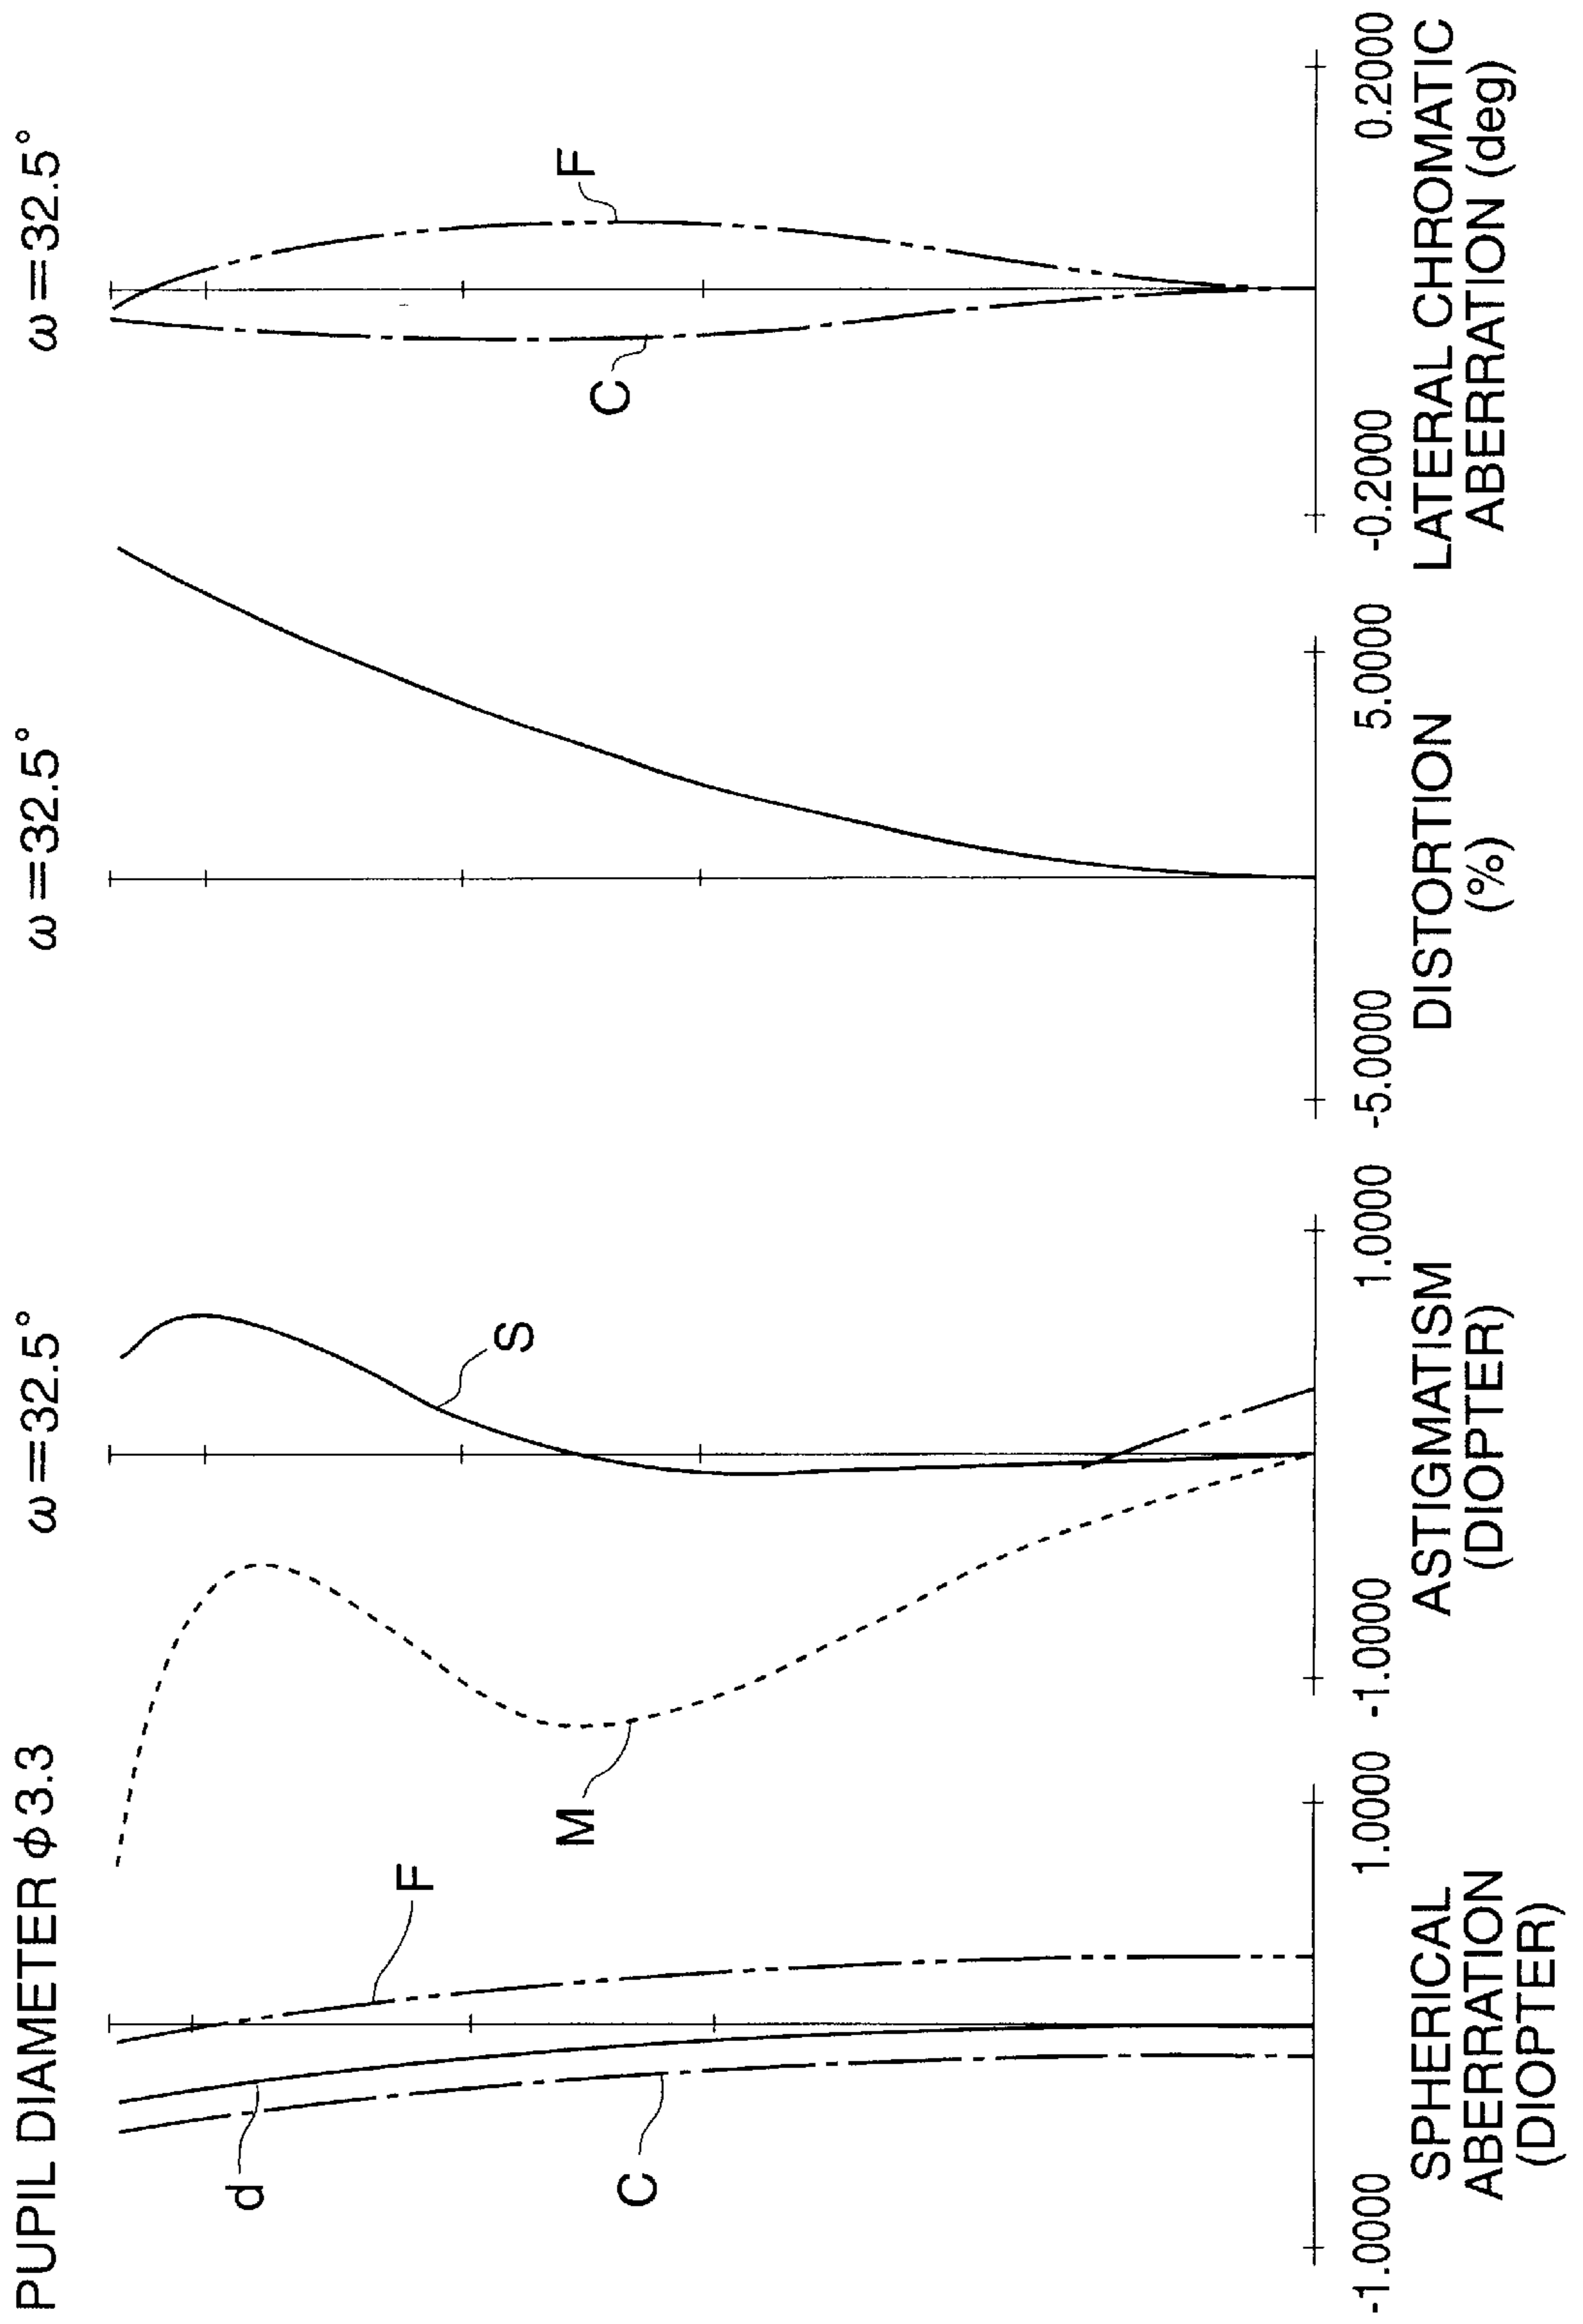 PUPIL DIAMETER ϕ3.3
F
d
C
-1.0000
1.0000
SPHERICAL
ABERRATION
(DIOPTER)
ω=32.5°
S
M
-1.0000
1.0000
ASTIGMATISM
(DIOPTER)
ω=32.5°
-5.0000
5.0000
DISTORTION
(%)
ω=32.5°
F
C
-0.2000
0.2000
LATERAL CHROMATIC
ABERRATION (deg)